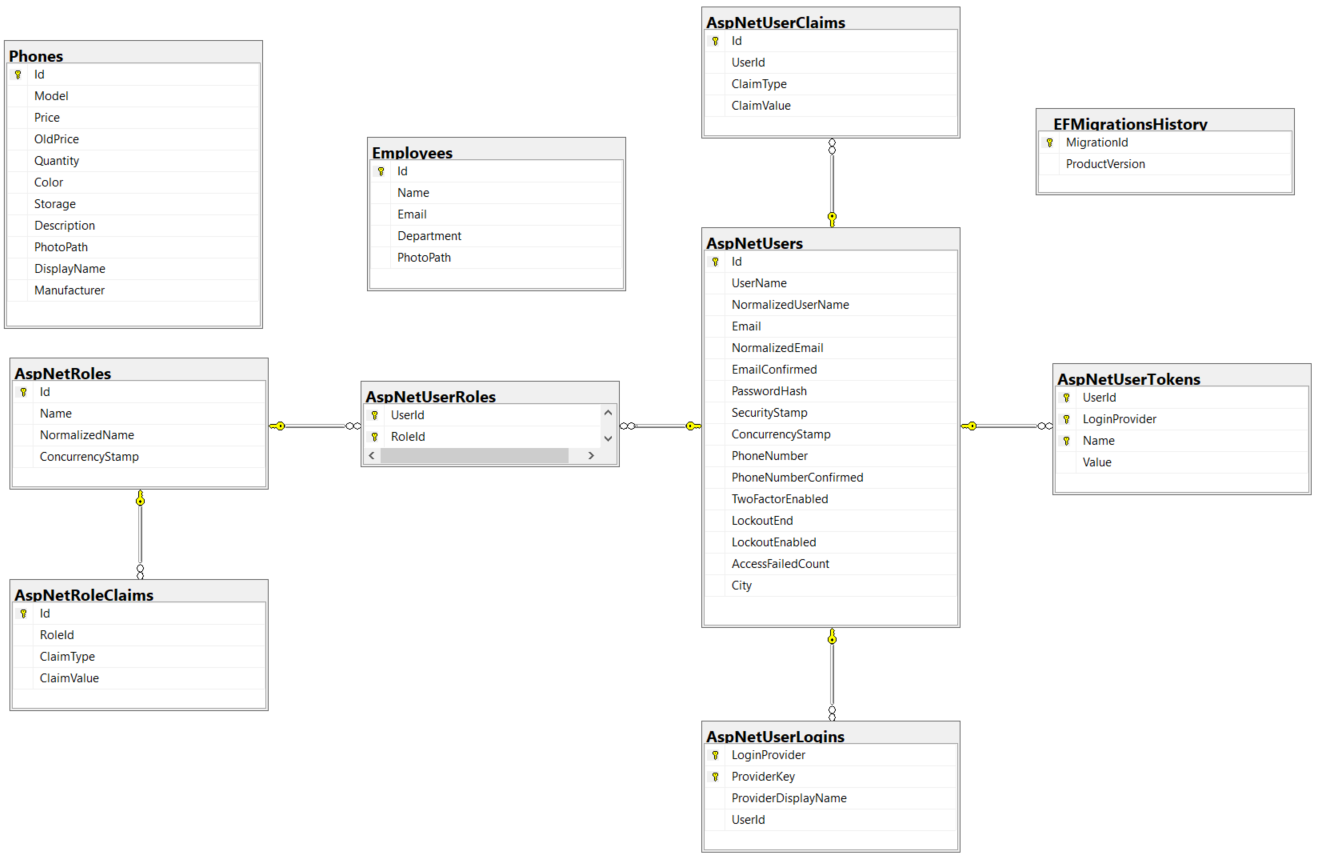 Phones
Id
Model
Price
OldPrice
Quantity
Color
Storage
Description
PhotoPath
DisplayName
Manufacturer
Employees
Id
Name
Email
Department
PhotoPath
AspNetUserClaims
Id
UserId
ClaimType
ClaimValue
EFMigrationsHistory
MigrationId
ProductVersion
AspNetRoles
Id
Name
NormalizedName
ConcurrencyStamp
AspNetUserRoles
UserId
RoleId
AspNetUsers
Id
UserName
NormalizedUserName
Email
NormalizedEmail
EmailConfirmed
PasswordHash
SecurityStamp
ConcurrencyStamp
PhoneNumber
PhoneNumberConfirmed
TwoFactorEnabled
LockoutEnd
LockoutEnabled
AccessFailedCount
City
AspNetUserTokens
UserId
LoginProvider
Name
Value
AspNetRoleClaims
Id
RoleId
ClaimType
ClaimValue
AspNetUserLogins
LoginProvider
ProviderKey
ProviderDisplayName
UserId